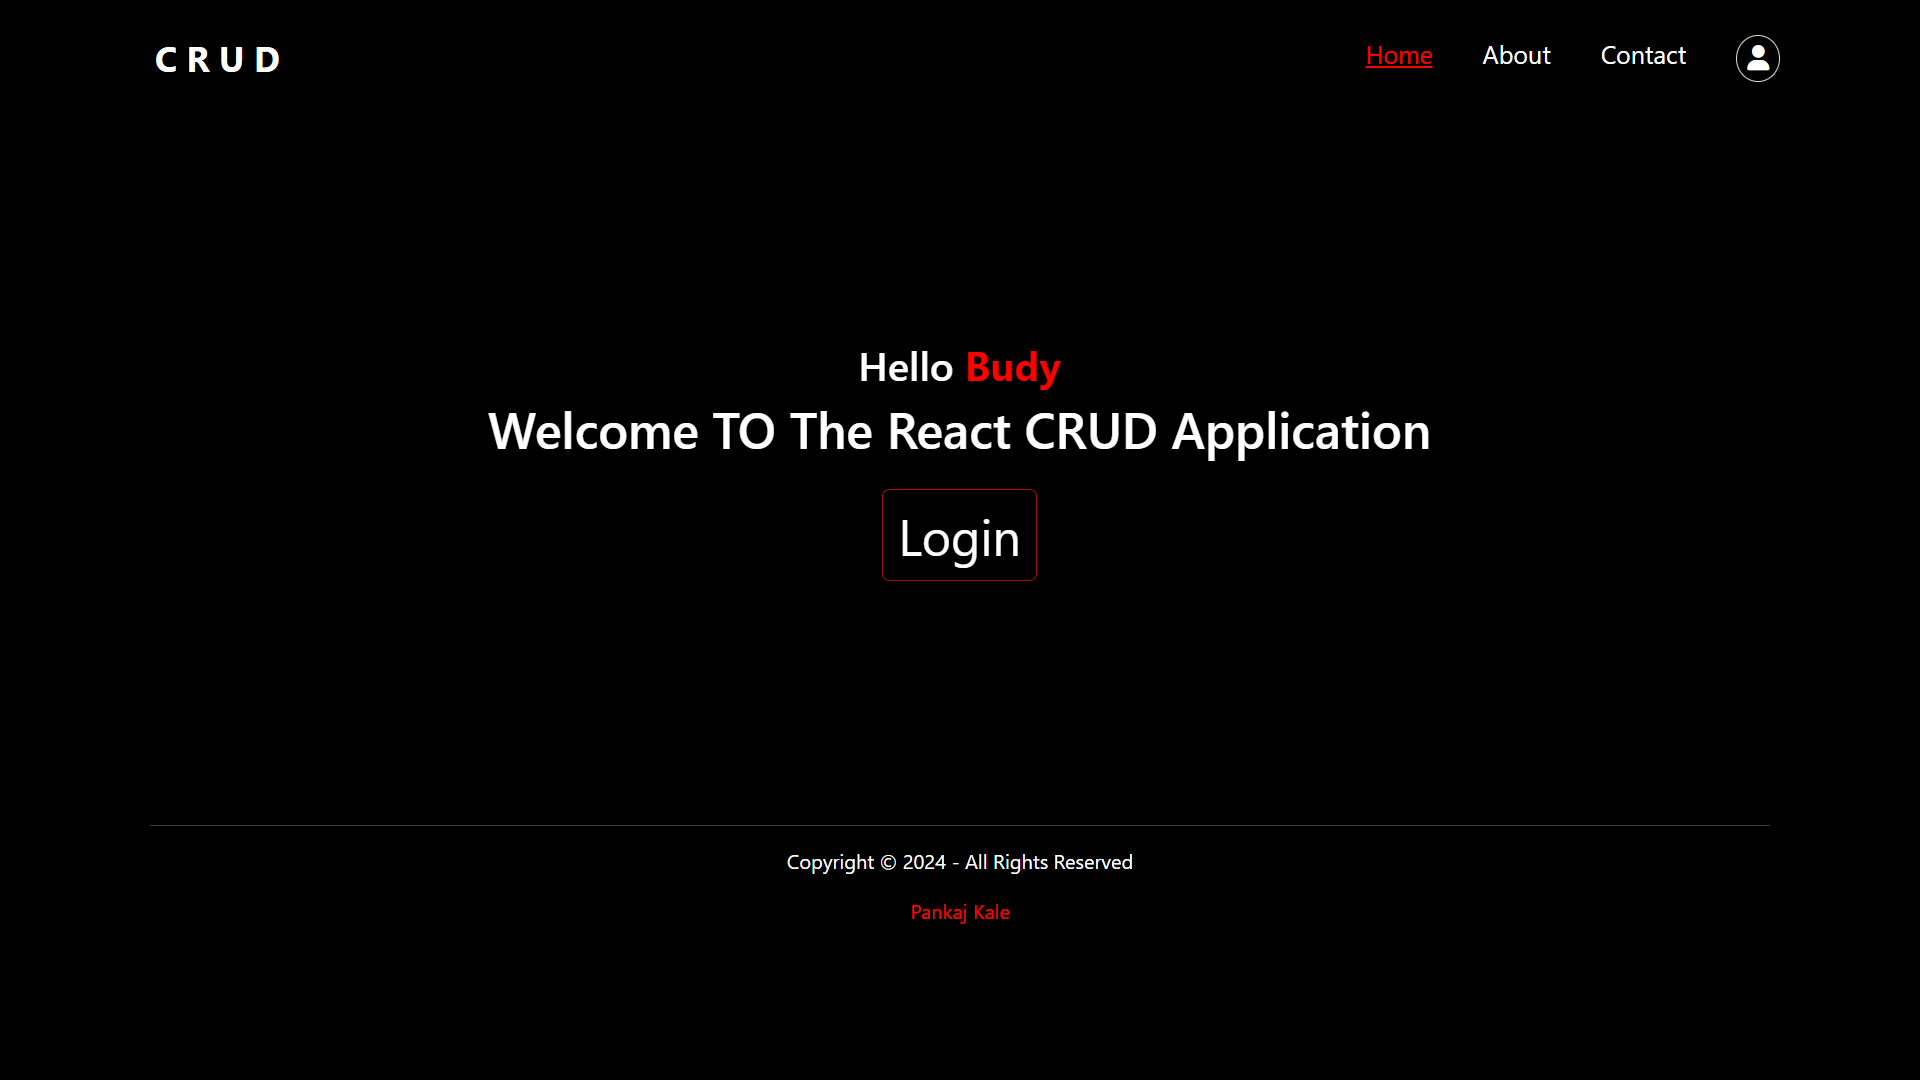 C R U D
Home About Contact
Hello Budy
Welcome TO The React CRUD Application
Login
Copyright © 2024 - All Rights Reserved
Pankaj Kale